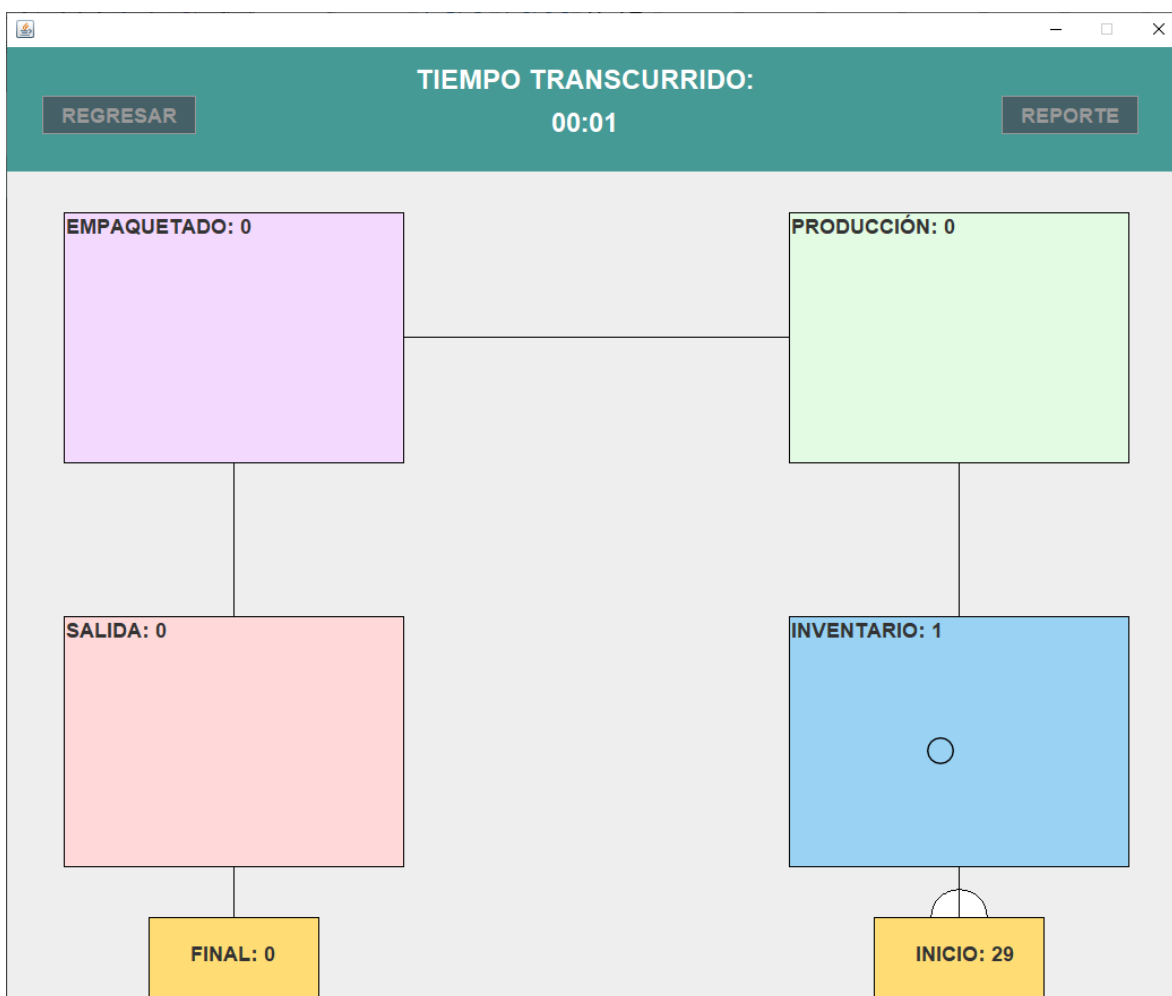 TIEMPO TRANSCURRIDO:
REGRESAR
00:01
REPORTE
EMPAQUETADO: 0
PRODUCCIÓN: 0
SALIDA: 0
INVENTARIO: 1
FINAL: 0
INICIO: 29